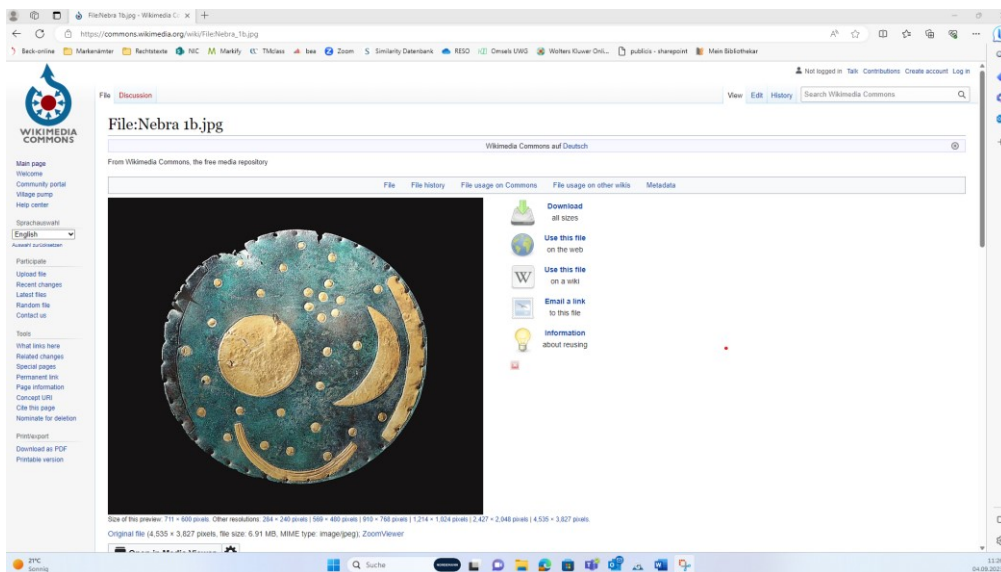 File:Nebra 1b.jpg - Wikimedia C
https://commons.wikimedia.org/wiki/File:Nebra_1b.jpg
Beck-online Markenämter Rechtstexte NIC Markify TMclass bea Zoom Similarity Datenbank RESO Omsels UWG Wolters Kluwer Onli... publicis - sharepoint Mein Bibliothekar
Not logged in Talk Contributions Create account Log in
File Discussion View Edit History Search Wikimedia Commons
WIKIMEDIA
COMMONS
File:Nebra 1b.jpg
Wikimedia Commons auf Deutsch
From Wikimedia Commons, the free media repository
File File history File usage on Commons File usage on other wikis Metadata
Main page
Welcome
Community portal
Village pump
Help center
Sprachauswahl
English
Auswahl zurücksetzen
Participate
Upload file
Recent changes
Latest files
Random file
Contact us
Tools
What links here
Related changes
Special pages
Permanent link
Page information
Concept URI
Cite this page
Nominate for deletion
Print/export
Download as PDF
Printable version
Download
all sizes
Use this file
on the web
W
Use this file
on a wiki
Email a link
to this file
Information
about reusing
Size of this preview: 711 × 600 pixels. Other resolutions: 284 × 240 pixels | 569 × 480 pixels | 910 × 768 pixels | 1,214 × 1,024 pixels | 2,427 × 2,048 pixels | 4,535 × 3,827 pixels.
Original file (4,535 × 3,827 pixels, file size: 6.91 MB, MIME type: image/jpeg); ZoomViewer
Open in Media Viewer
21°C
Sonnig
Suche